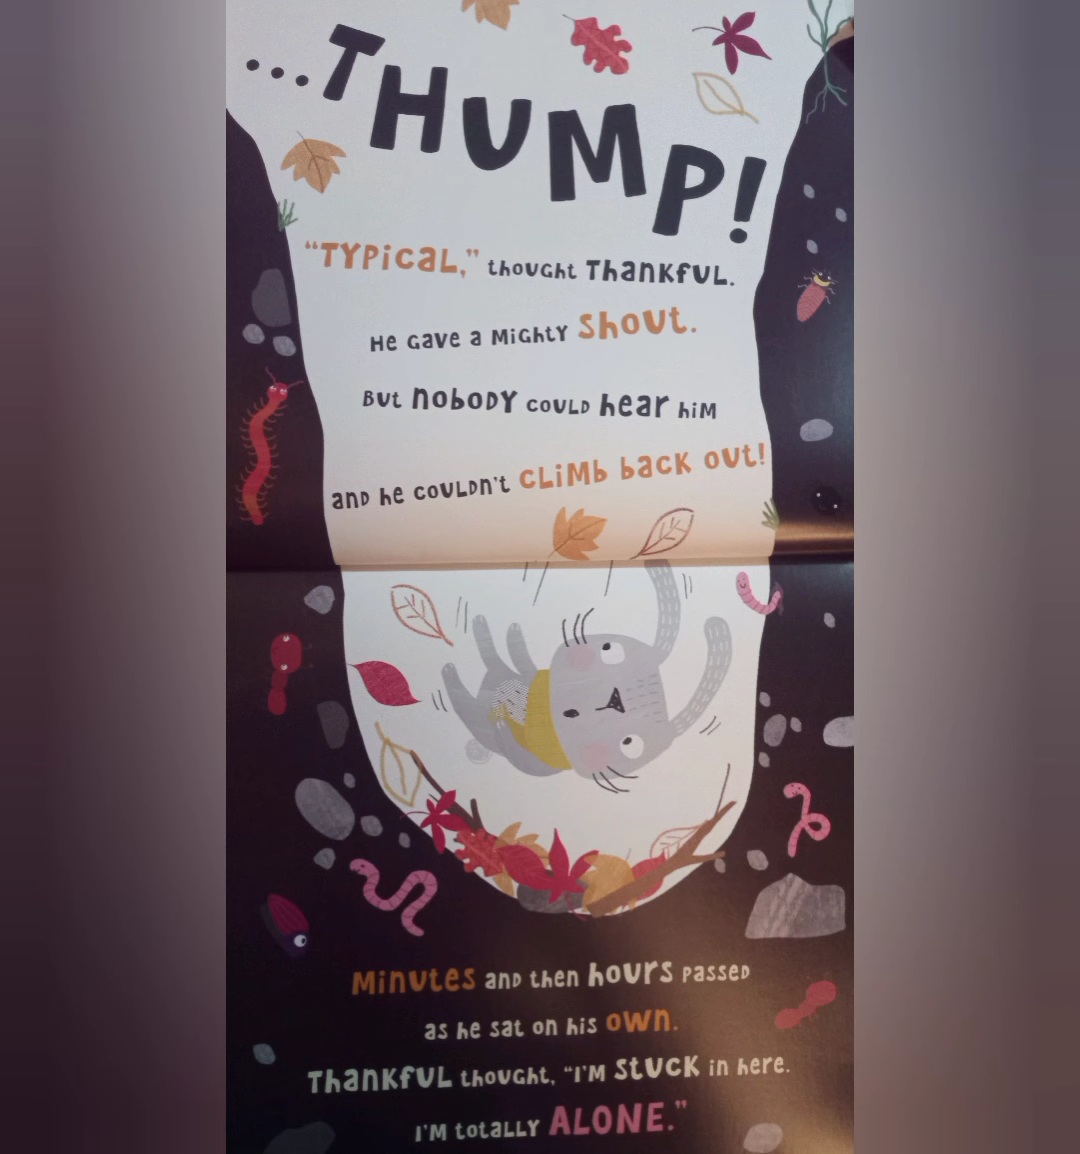 ...THUMP!
"TYPiCAL," thought Thankful.
He gave a mighty shout.
But nobody could hear him
and he couldn't climb back out!
Minutes and then hours passed
as he sat on his own.
Thankful thought, "I'm stuck in here.
I'm totally ALONE."